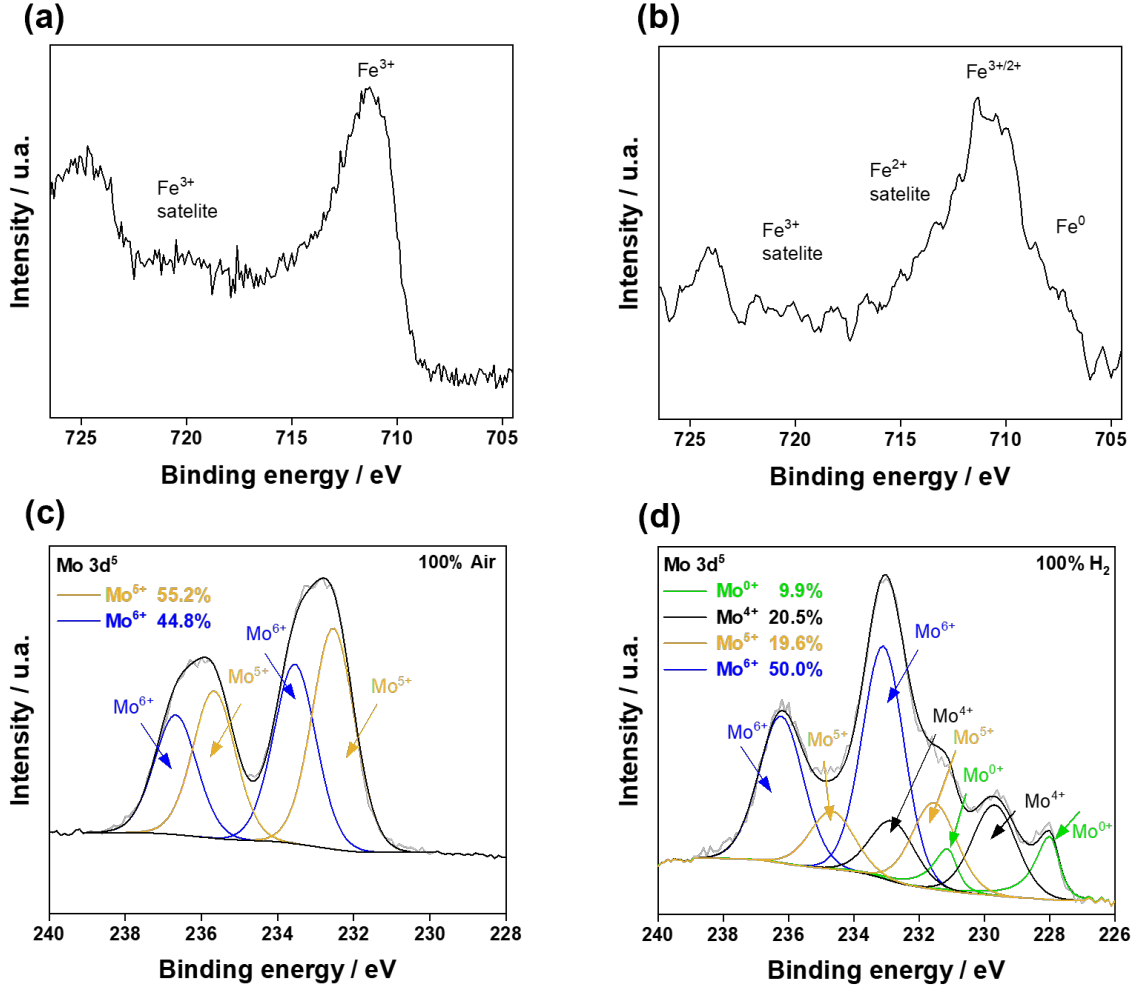 (a)
Fe³⁺
Fe³⁺
satelite
Intensity / u.a.
725 720 715 710 705
Binding energy / eV
(b)
Fe³⁺/²⁺
Fe²⁺
satelite
Fe³⁺
satelite
Fe⁰
Intensity / u.a.
725 720 715 710 705
Binding energy / eV
(c)
Mo 3d⁵
100% Air
Mo⁵⁺ 55.2%
Mo⁶⁺ 44.8%
Mo⁶⁺
Mo⁵⁺
Mo⁶⁺
Mo⁵⁺
Intensity / u.a.
240 238 236 234 232 230 228
Binding energy / eV
(d)
Mo 3d⁵
100% H₂
Mo⁰⁺ 9.9%
Mo⁴⁺ 20.5%
Mo⁵⁺ 19.6%
Mo⁶⁺ 50.0%
Mo⁶⁺
Mo⁶⁺
Mo⁵⁺
Mo⁴⁺
Mo⁵⁺
Mo⁰⁺
Mo⁴⁺
Mo⁰⁺
Intensity / u.a.
240 238 236 234 232 230 228 226
Binding energy / eV